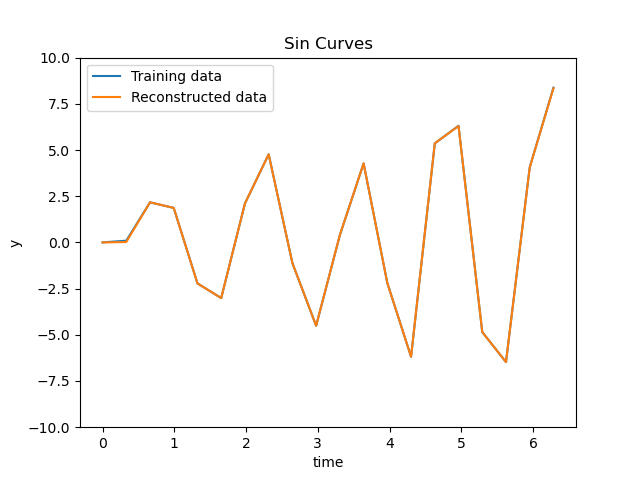 Sin Curves
Training data
Reconstructed data
10.0
7.5
5.0
2.5
0.0
−2.5
−5.0
−7.5
−10.0
y
0 1 2 3 4 5 6
time